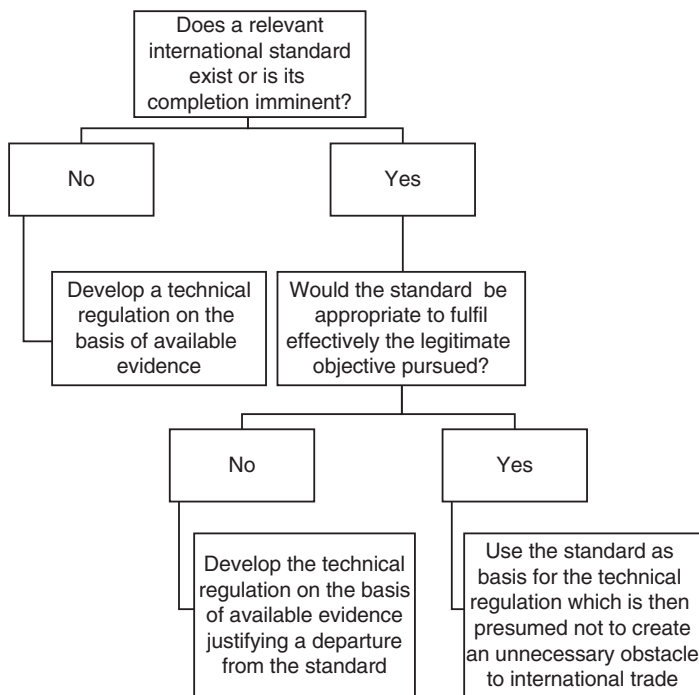 Does a relevant
international standard
exist or is its
completion imminent?
No
Yes
Develop a technical
regulation on the
basis of available
evidence
Would the standard be
appropriate to fulfil
effectively the legitimate
objective pursued?
No
Yes
Develop the technical
regulation on the basis
of available evidence
justifying a departure
from the standard
Use the standard as
basis for the technical
regulation which is then
presumed not to create
an unnecessary obstacle
to international trade